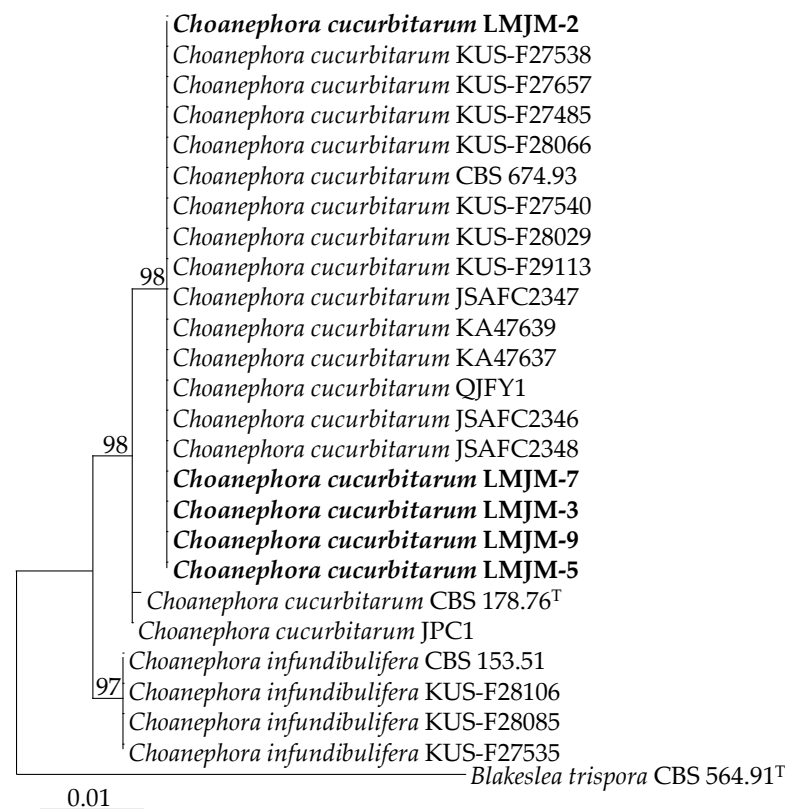 Choanephora cucurbitarum LMJM-2
Choanephora cucurbitarum KUS-F27538
Choanephora cucurbitarum KUS-F27657
Choanephora cucurbitarum KUS-F27485
Choanephora cucurbitarum KUS-F28066
Choanephora cucurbitarum CBS 674.93
Choanephora cucurbitarum KUS-F27540
Choanephora cucurbitarum KUS-F28029
Choanephora cucurbitarum KUS-F29113
98
Choanephora cucurbitarum JSAFC2347
Choanephora cucurbitarum KA47639
Choanephora cucurbitarum KA47637
Choanephora cucurbitarum QJFY1
Choanephora cucurbitarum JSAFC2346
98
Choanephora cucurbitarum JSAFC2348
Choanephora cucurbitarum LMJM-7
Choanephora cucurbitarum LMJM-3
Choanephora cucurbitarum LMJM-9
Choanephora cucurbitarum LMJM-5
Choanephora cucurbitarum CBS 178.76ᵀ
Choanephora cucurbitarum JPC1
Choanephora infundibulifera CBS 153.51
97
Choanephora infundibulifera KUS-F28106
Choanephora infundibulifera KUS-F28085
Choanephora infundibulifera KUS-F27535
Blakeslea trispora CBS 564.91ᵀ
0.01